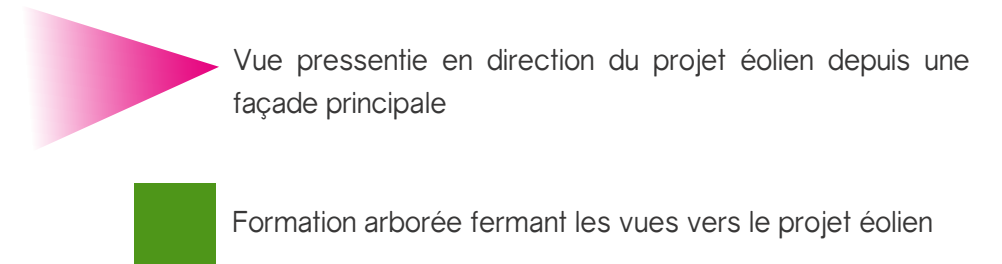 Vue pressentie en direction du projet éolien depuis une
façade principale
Formation arborée fermant les vues vers le projet éolien